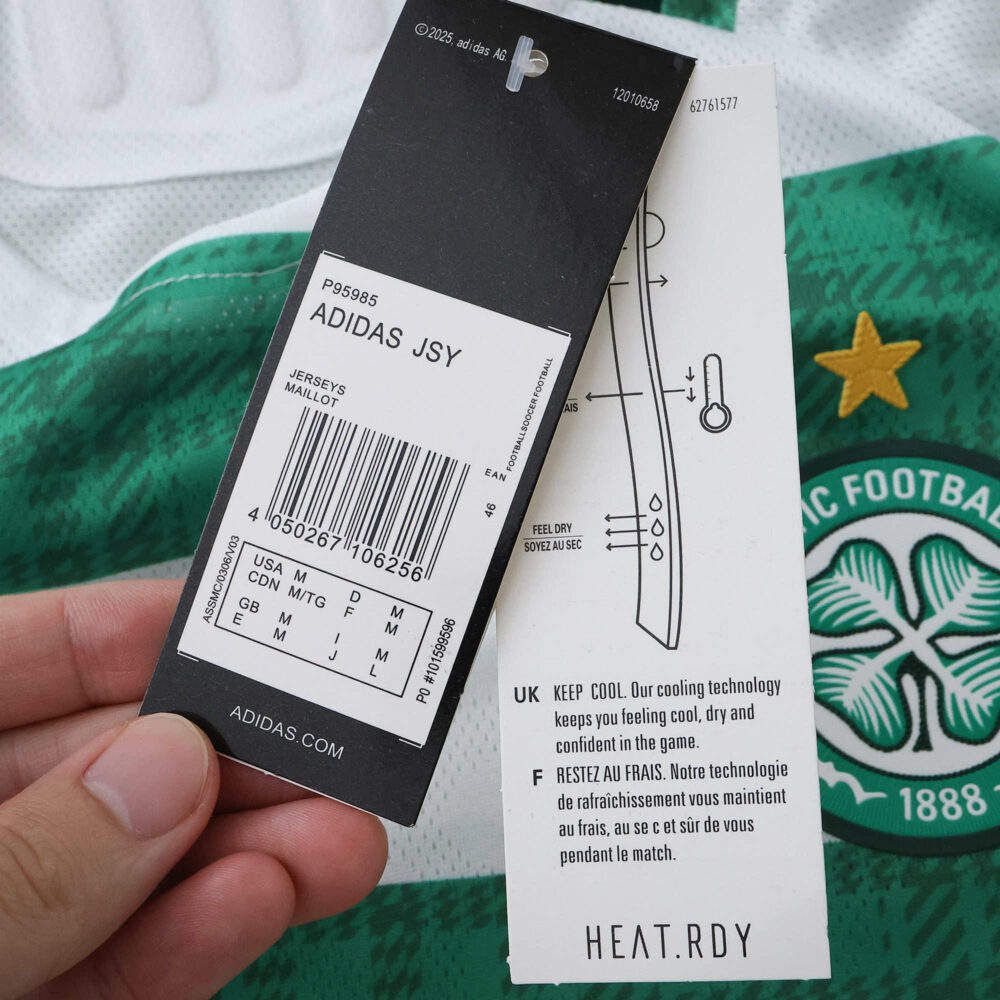 ©2025, adidas AG.
12010658
P95985
ADIDAS JSY
JERSEYS
MAILLOT
FOOTBALLSOCCER FOOTBALL
EAN
46
4 050267 106256
ASSMC/0306/V03
USA M D M
CDN M/TG F M
GB M I M
E M J L
PO #101599596
ADIDAS.COM
62761577
AIS
FEEL DRY
SOYEZ AU SEC
UK KEEP COOL. Our cooling technology
keeps you feeling cool, dry and
confident in the game.
F RESTEZ AU FRAIS. Notre technologie
de rafraîchissement vous maintient
au frais, au se c et sûr de vous
pendant le match.
HEAT.RDY
IC FOOTBAL
1888